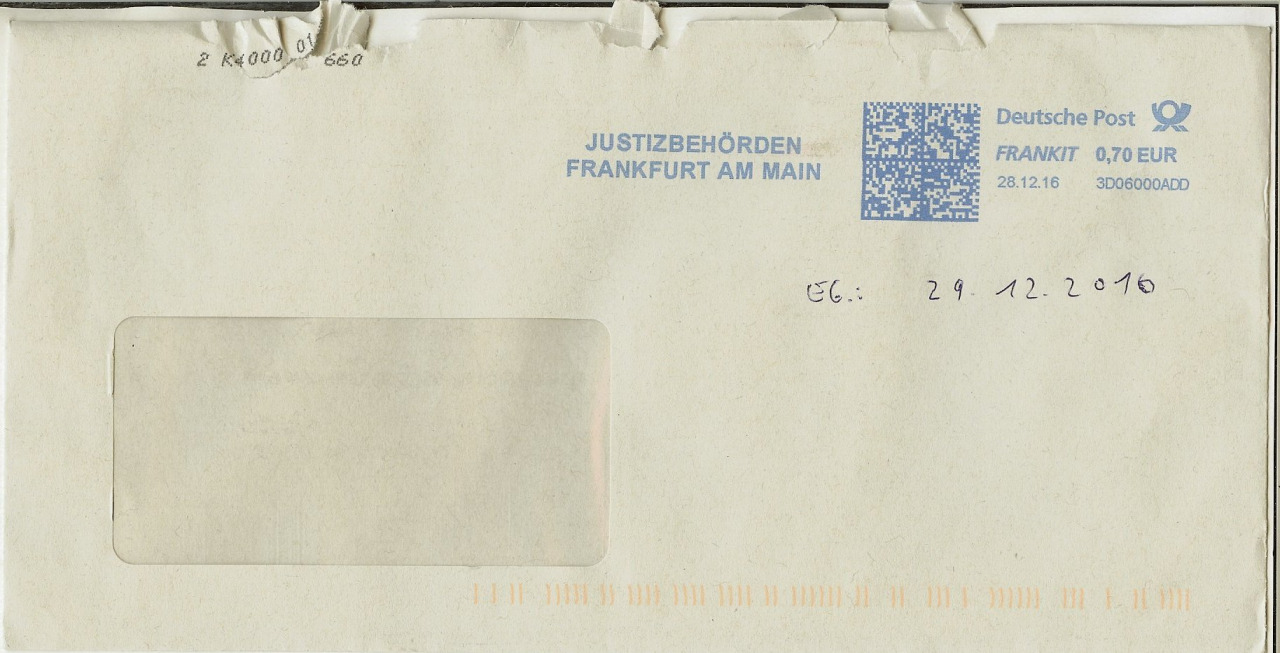 2 K4000 01 660
JUSTIZBEHÖRDEN
FRANKFURT AM MAIN
Deutsche Post
FRANKIT 0,70 EUR
28.12.16 3D06000ADD
EG.: 29.12.2016